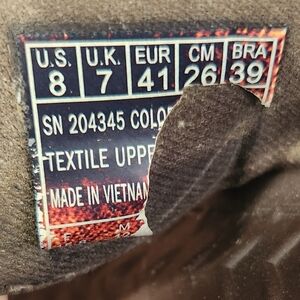 U.S. U.K. EUR CM BRA
8 7 41 26 39
SN 204345 COLO
TEXTILE UPPE
MADE IN VIETNAM